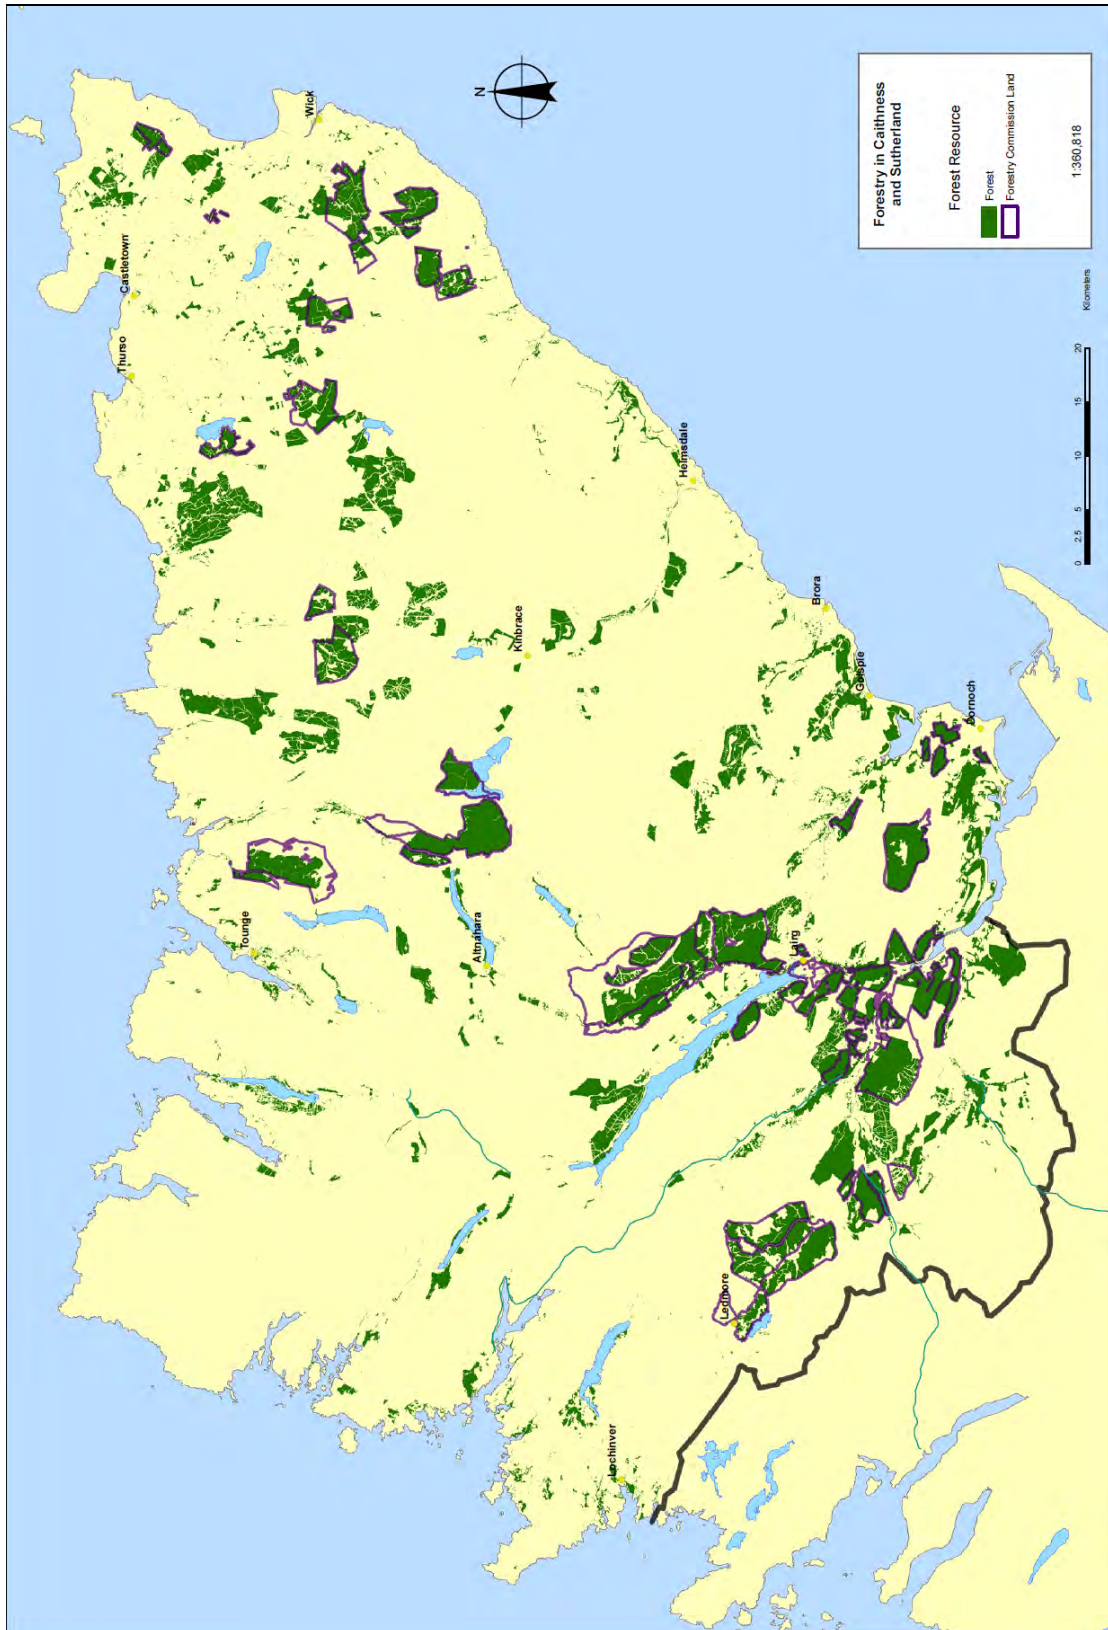 Wick
N
Castletown
Thurso
Forestry in Caithness
and Sutherland
Forest Resource
Forest
Forestry Commission Land
1:360,818
Kilometers
0 2.5 5 10 15 20
Helmsdale
Kinbrace
Brora
Golspie
Dornoch
Tounge
Altnahara
Lairg
Ledmore
Lochinver